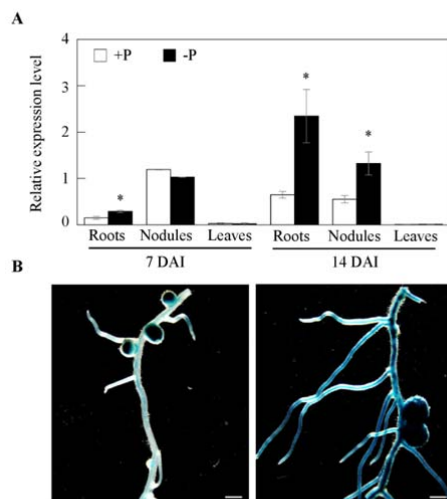 A
4
3
2
1
0
Relative expression level
+P -P
*
*
*
Roots Nodules Leaves Roots Nodules Leaves
7 DAI 14 DAI
B